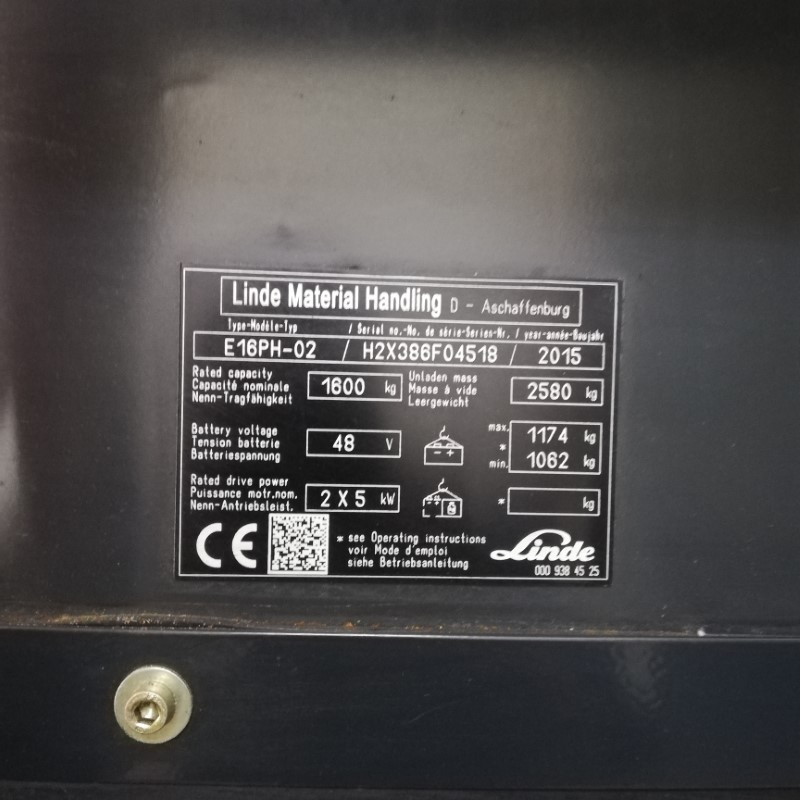 Linde Material Handling D - Aschaffenburg
Type-Modèle-Typ / Serial no.-No. de série-Serien-Nr. / year-année-Baujahr
E16PH-02 / H2X386F04518 / 2015
Rated capacity
Capacité nominale
Nenn-Tragfähigkeit
1600 kg
Unladen mass
Masse à vide
Leergewicht
2580 kg
Battery voltage
Tension batterie
Batteriespannung
48 V
- +
max. 1174 kg
*
min. 1062 kg
Rated drive power
Puissance motr.nom.
Nenn-Antriebsleist.
2 X 5 kW
* kg
CE
* see Operating instructions
voir Mode d'emploi
siehe Betriebsanleitung
Linde
000 938 45 25